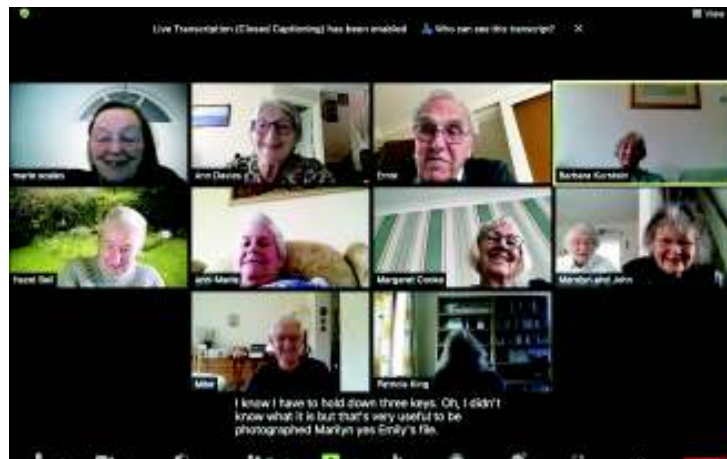 Live Transcription (Closed Captioning) has been enabled Who can see this transcript? ×
View
marie
Ann Davies
Ernie
Barbara
Hazel Bell
Ann-Marie
Margaret Cooke
Marilyn and John
Mike
Patricia King
I know I have to hold down three keys. Oh, I didn't
know what it is but that's very useful to be
photographed Marilyn yes Emily's file.